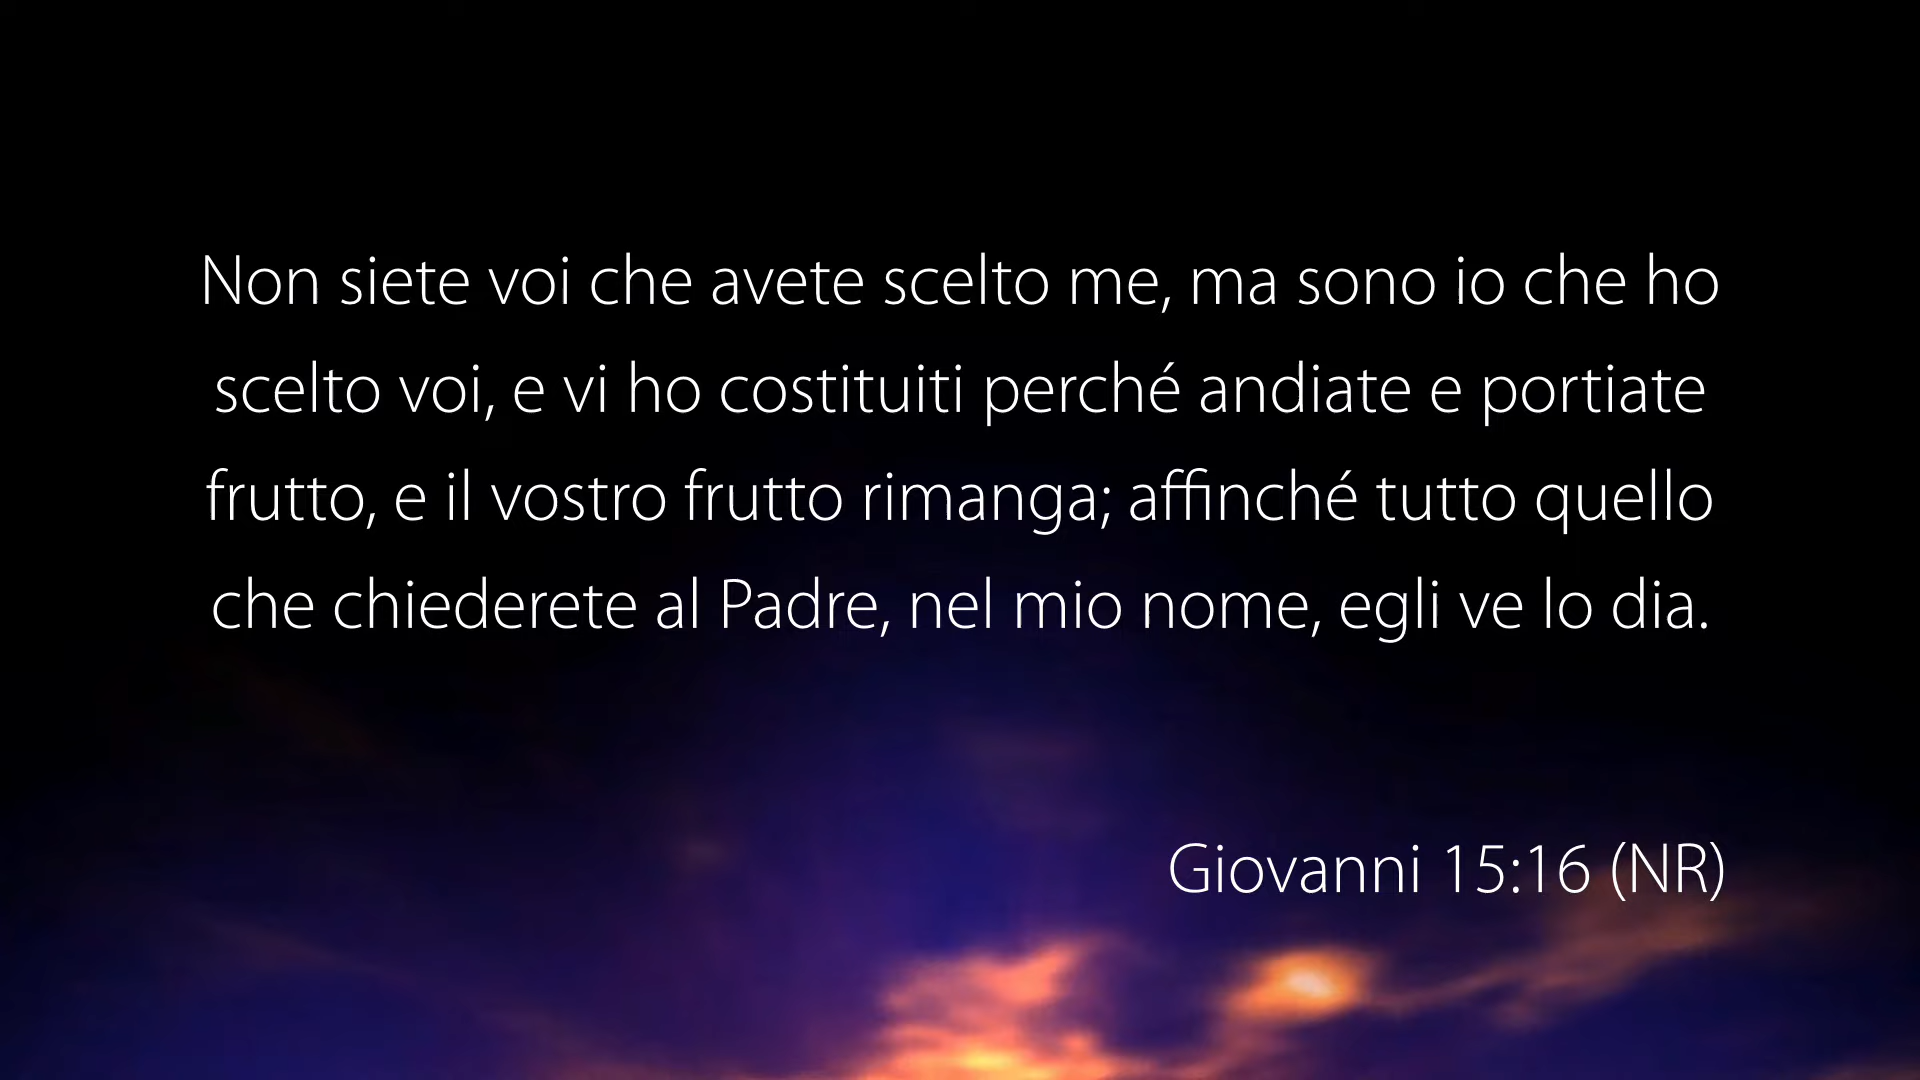 Non siete voi che avete scelto me, ma sono io che ho
scelto voi, e vi ho costituiti perché andiate e portiate
frutto, e il vostro frutto rimanga; affinché tutto quello
che chiederete al Padre, nel mio nome, egli ve lo dia.
Giovanni 15:16 (NR)